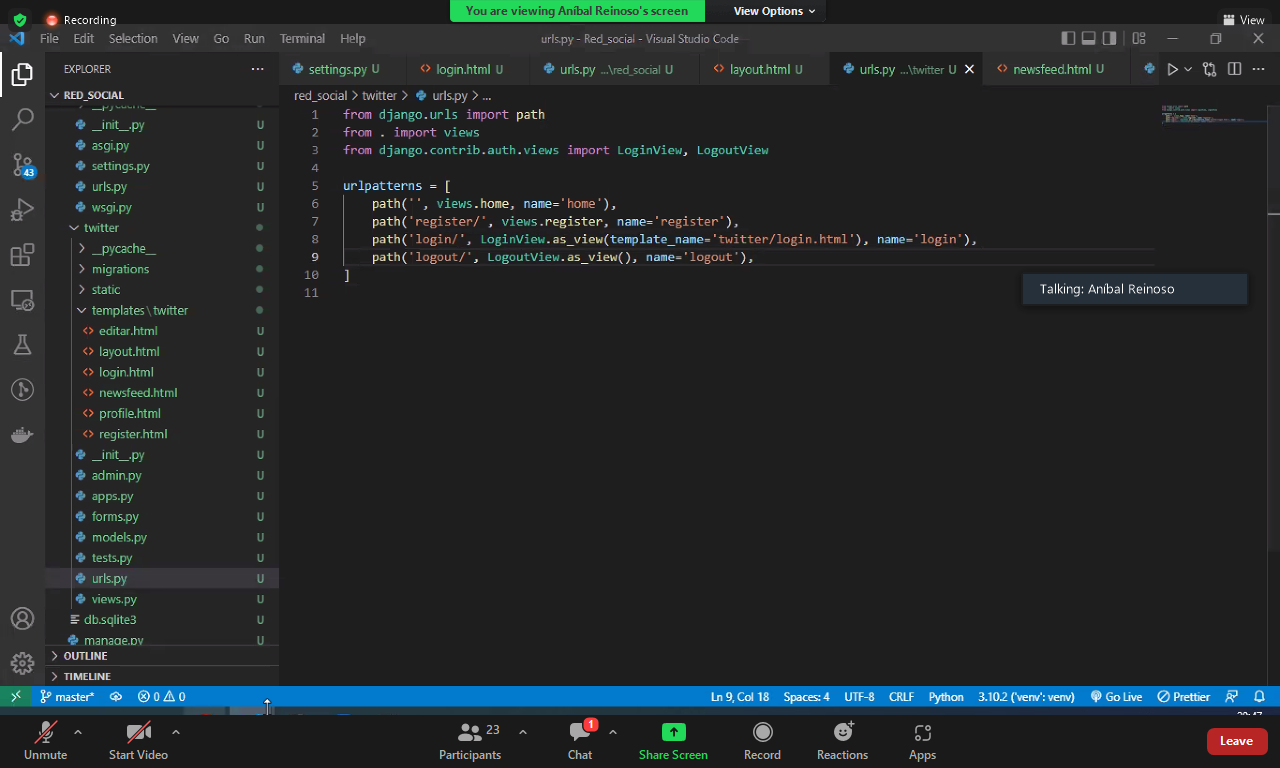 Recording
You are viewing Aníbal Reinoso's screen
View Options
View
File Edit Selection View Go Run Terminal Help
urls.py - Red_social - Visual Studio Code
EXPLORER
settings.py U
login.html U
urls.py ...\red_social U
layout.html U
urls.py ...\twitter U
newsfeed.html U
RED_SOCIAL
red_social > twitter > urls.py > ...
__pycache__
__init__.py U
asgi.py U
settings.py U
urls.py U
wsgi.py U
twitter
__pycache__
migrations
static
templates \ twitter
editar.html U
layout.html U
login.html U
newsfeed.html U
profile.html U
register.html U
__init__.py U
admin.py U
apps.py U
forms.py U
models.py U
tests.py U
urls.py U
views.py U
db.sqlite3 U
manage.py U
OUTLINE
TIMELINE
43
1 from django.urls import path
2 from . import views
3 from django.contrib.auth.views import LoginView, LogoutView
4
5 urlpatterns = [
6 path('', views.home, name='home'),
7 path('register/', views.register, name='register'),
8 path('login/', LoginView.as_view(template_name='twitter/login.html'), name='login'),
9 path('logout/', LogoutView.as_view(), name='logout'),
10 ]
11
Talking: Aníbal Reinoso
master* 0 0
Ln 9, Col 18 Spaces: 4 UTF-8 CRLF Python 3.10.2 ('venv': venv) Go Live Prettier
Unmute
Start Video
23
Participants
1
Chat
Share Screen
Record
Reactions
Apps
Leave